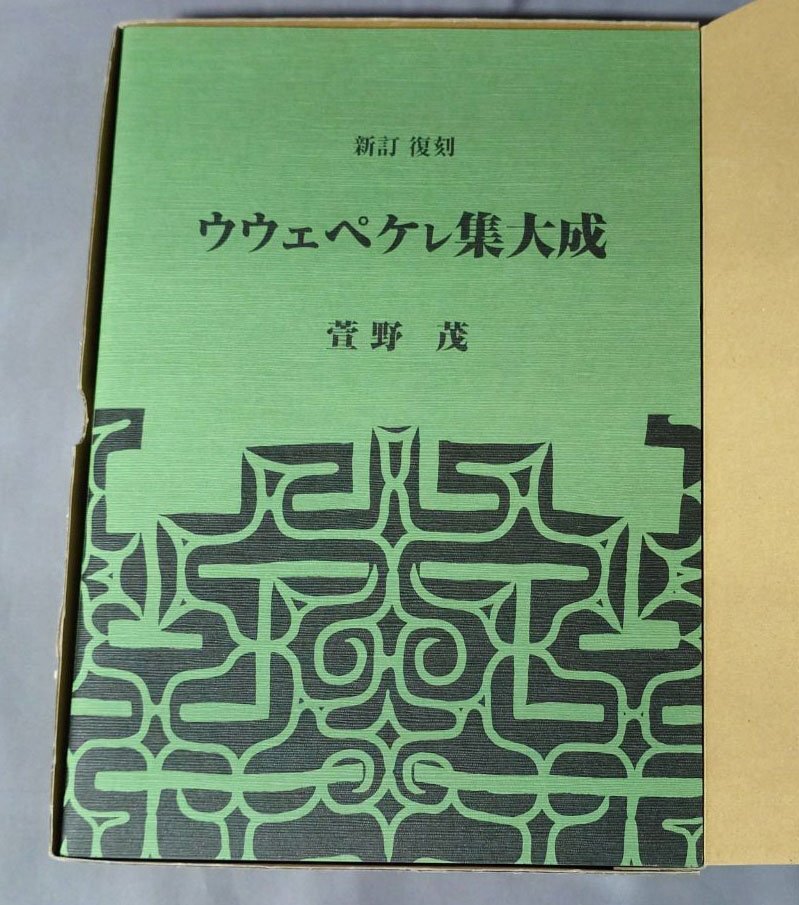 新訂 復刻
ウウェペケレ集大成
萱野 茂